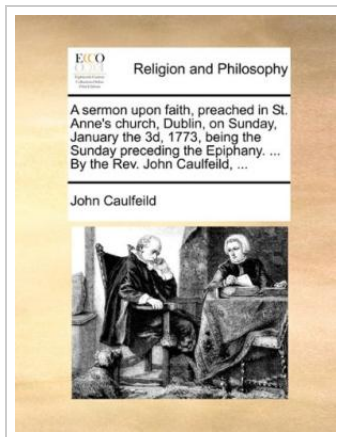 ECCO
Religion and Philosophy
A sermon upon faith, preached in St.
Anne's church, Dublin, on Sunday,
January the 3d, 1773, being the
Sunday preceding the Epiphany. ...
By the Rev. John Caulfeild, ...
John Caulfeild